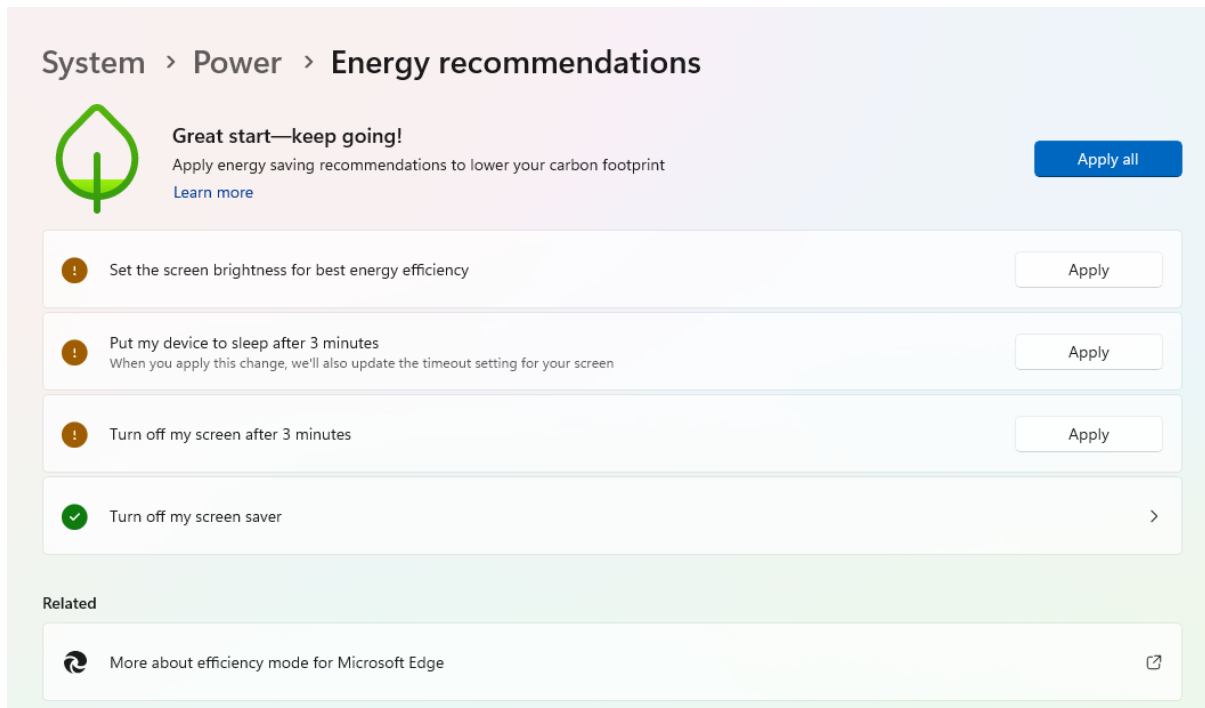 System > Power > Energy recommendations
Great start—keep going!
Apply energy saving recommendations to lower your carbon footprint
Learn more
Apply all
Set the screen brightness for best energy efficiency
Apply
Put my device to sleep after 3 minutes
When you apply this change, we'll also update the timeout setting for your screen
Apply
Turn off my screen after 3 minutes
Apply
Turn off my screen saver
Related
More about efficiency mode for Microsoft Edge